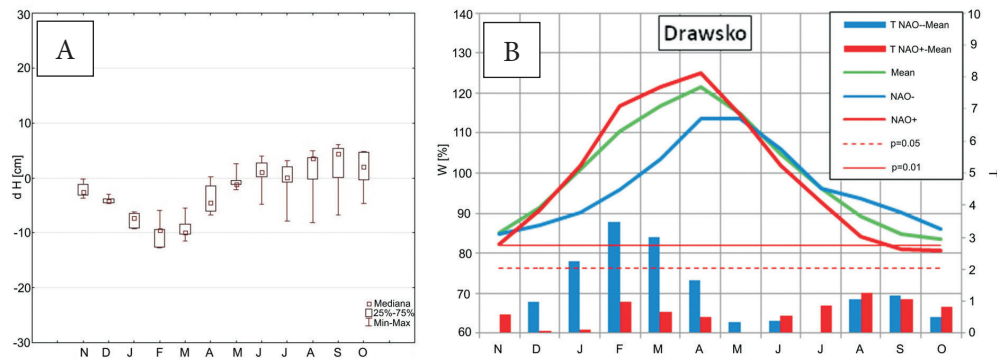 A
d H [cm]
30
20
10
0
-10
-20
-30
N D J F M A M J J A S O
Mediana
25%-75%
Min-Max
B
Drawsko
W [%]
140
130
120
110
100
90
80
70
60
T
10
9
8
7
6
5
4
3
2
1
0
N D J F M A M J J A S O
T NAO--Mean
T NAO+-Mean
Mean
NAO-
NAO+
p=0.05
p=0.01